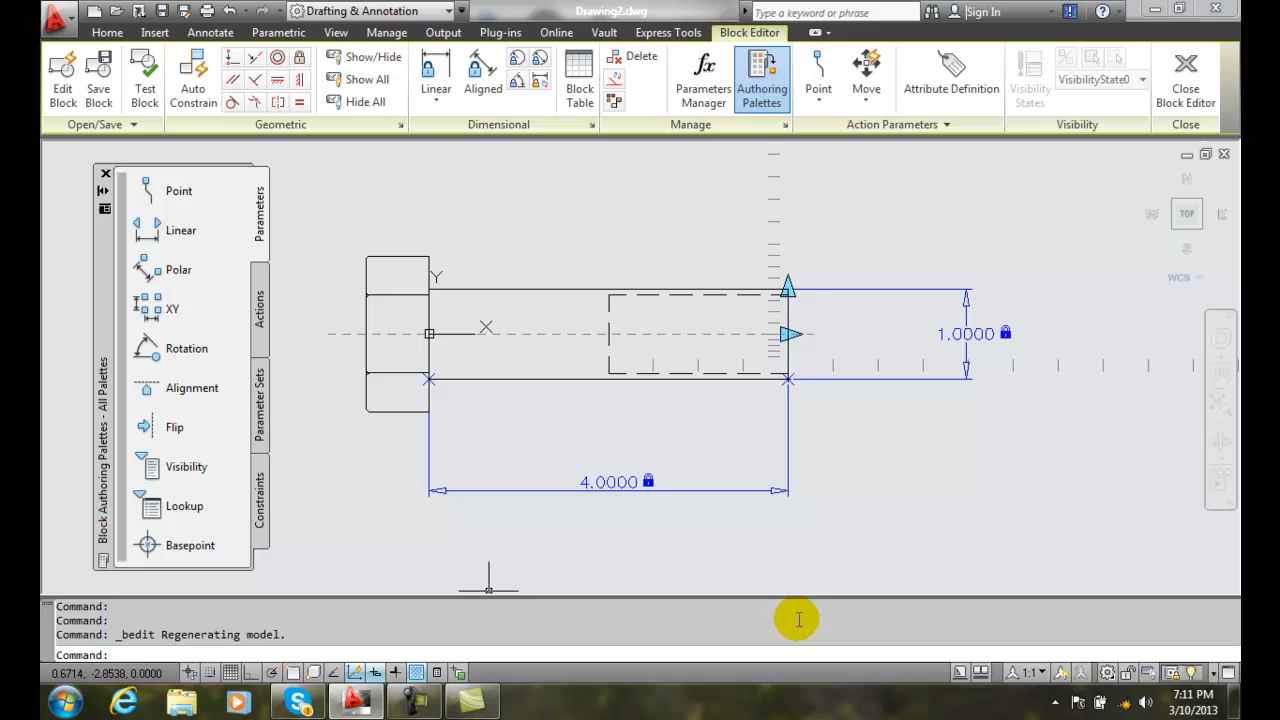 Drafting & Annotation
Drawing2.dwg
Type a keyword or phrase
Sign In
Home
Insert
Annotate
Parametric
View
Manage
Output
Plug-ins
Online
Vault
Express Tools
Block Editor
Edit
Block
Save
Block
Test
Block
Open/Save
Auto
Constrain
Show/Hide
Show All
Hide All
Geometric
Linear
Aligned
Dimensional
Block
Table
Delete
fx
Parameters
Manager
Authoring
Palettes
Manage
Point
Move
Action Parameters
Attribute Definition
Visibility
States
VisibilityState0
Visibility
Close
Block Editor
Close
Point
Linear
Polar
XY
Rotation
Alignment
Flip
Visibility
Lookup
Basepoint
Parameters
Actions
Parameter Sets
Constraints
Block Authoring Palettes - All Palettes
Y
X
1.0000
4.0000
N
W
TOP
E
S
WCS
Command:
Command:
Command: _bedit Regenerating model.
Command:
0.6714, -2.8538, 0.0000
1:1
7:11 PM
3/10/2013